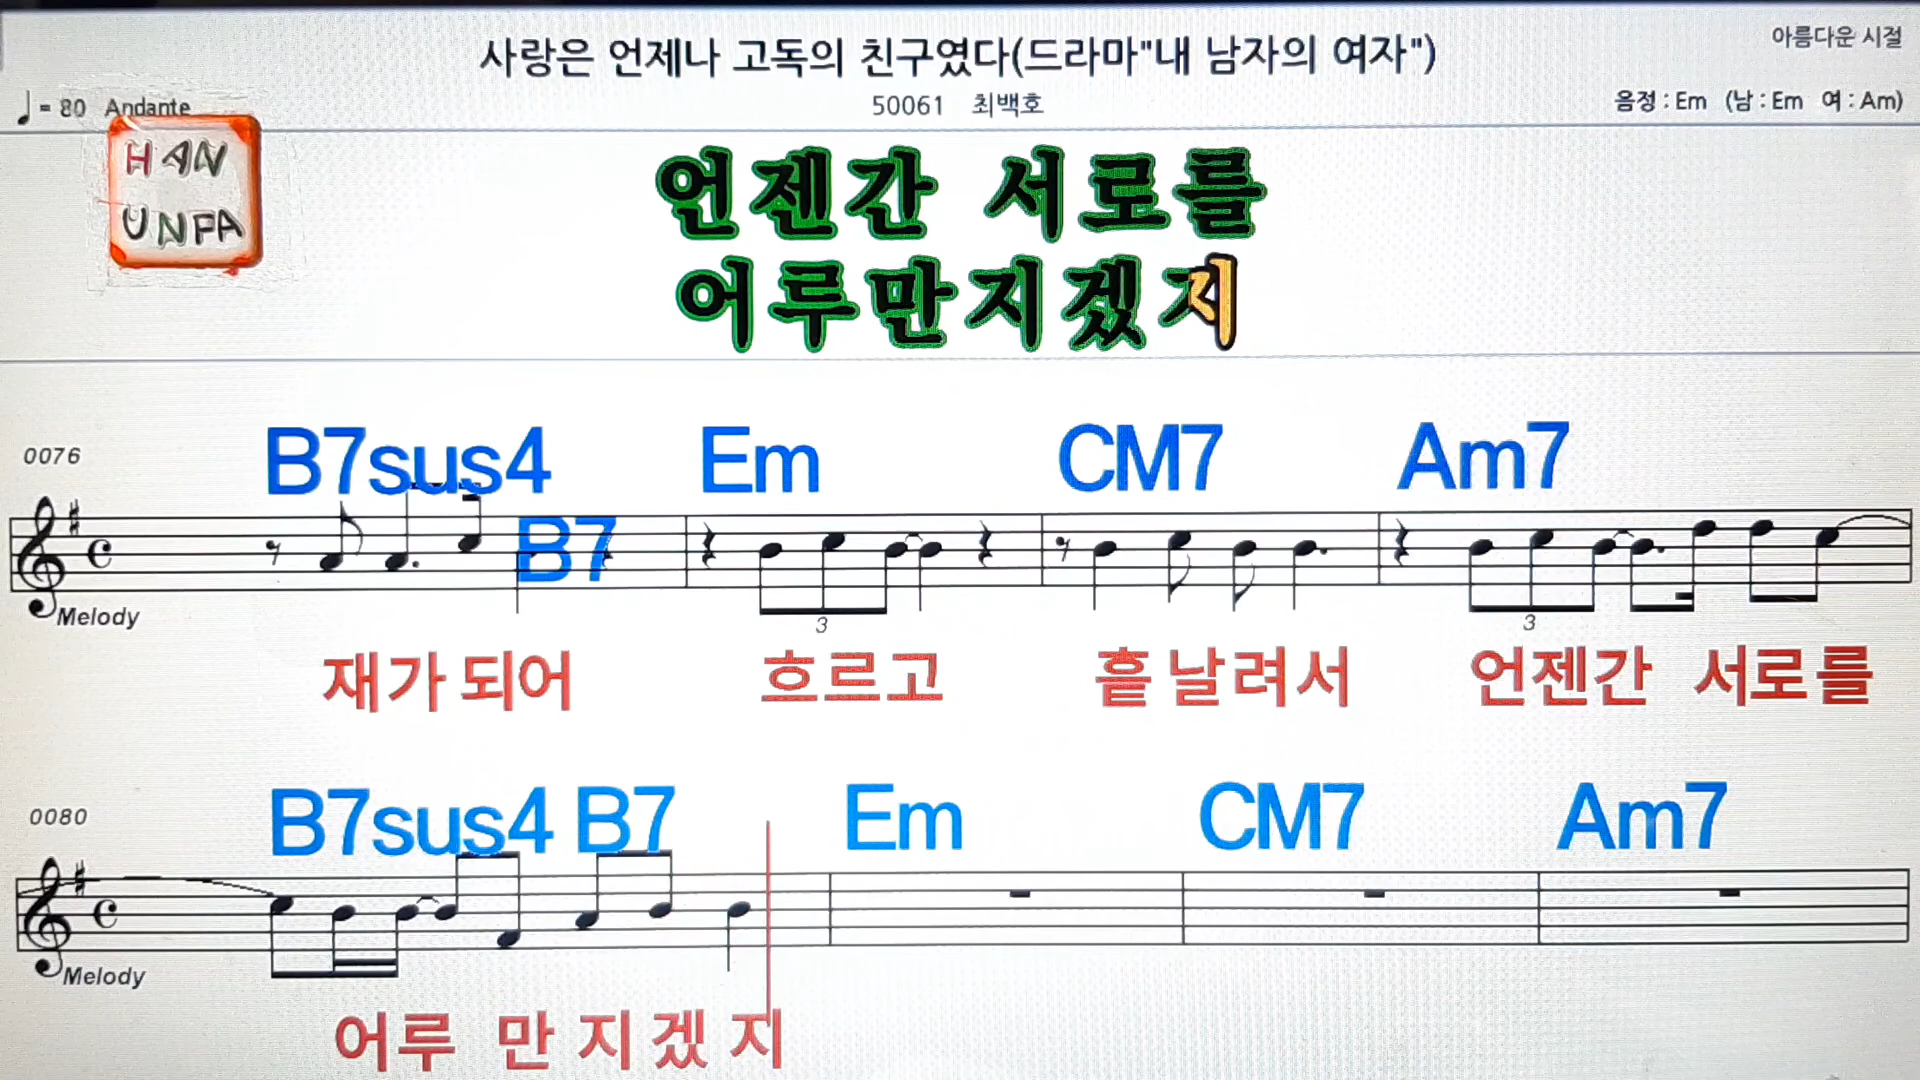 사랑은 언제나 고독의 친구였다(드라마"내 남자의 여자")
아름다운 시절
♩= 80 Andante
50061 최백호
음정 : Em (남 : Em 여 : Am)
HAN
UNPA
언젠간 서로를
어루만지겠지
0076
B7sus4 B7 Em CM7 Am7
3 3
Melody
재가 되어 흐르고 흩날려서 언젠간 서로를
0080
B7sus4 B7 Em CM7 Am7
Melody
어루 만지겠지